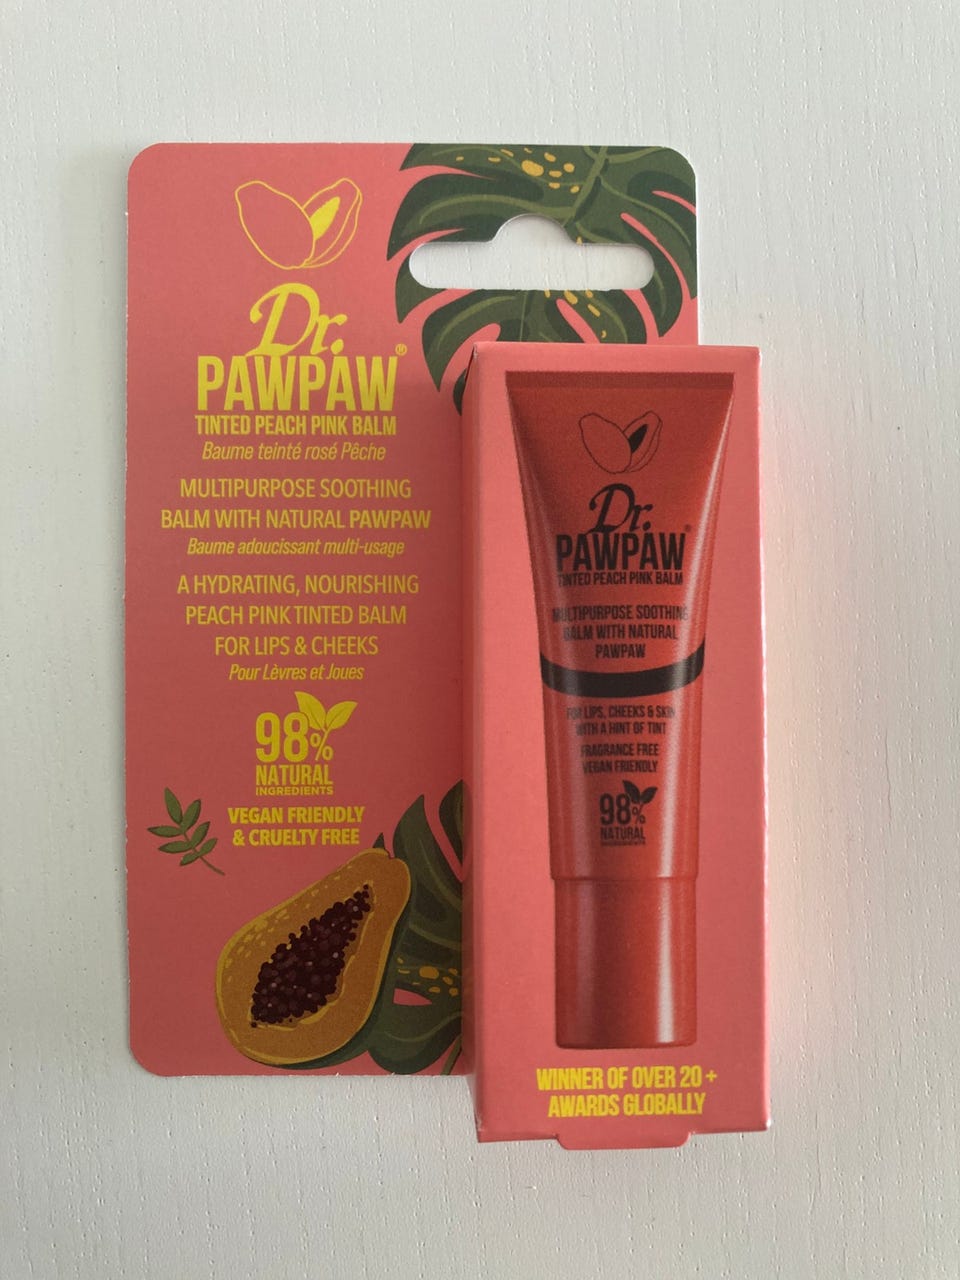 Dr.
PAWPAW®
TINTED PEACH PINK BALM
Baume teinté rosé Pêche
MULTIPURPOSE SOOTHING
BALM WITH NATURAL PAWPAW
Baume adoucissant multi-usage
A HYDRATING, NOURISHING
PEACH PINK TINTED BALM
FOR LIPS & CHEEKS
Pour Lèvres et Joues
98%
NATURAL
INGREDIENTS
VEGAN FRIENDLY
& CRUELTY FREE
Dr.
PAWPAW®
TINTED PEACH PINK BALM
MULTIPURPOSE SOOTHING
BALM WITH NATURAL
PAWPAW
FOR LIPS, CHEEKS & SKIN
WITH A HINT OF TINT
FRAGRANCE FREE
VEGAN FRIENDLY
98%
NATURAL
INGREDIENTS
WINNER OF OVER 20 +
AWARDS GLOBALLY